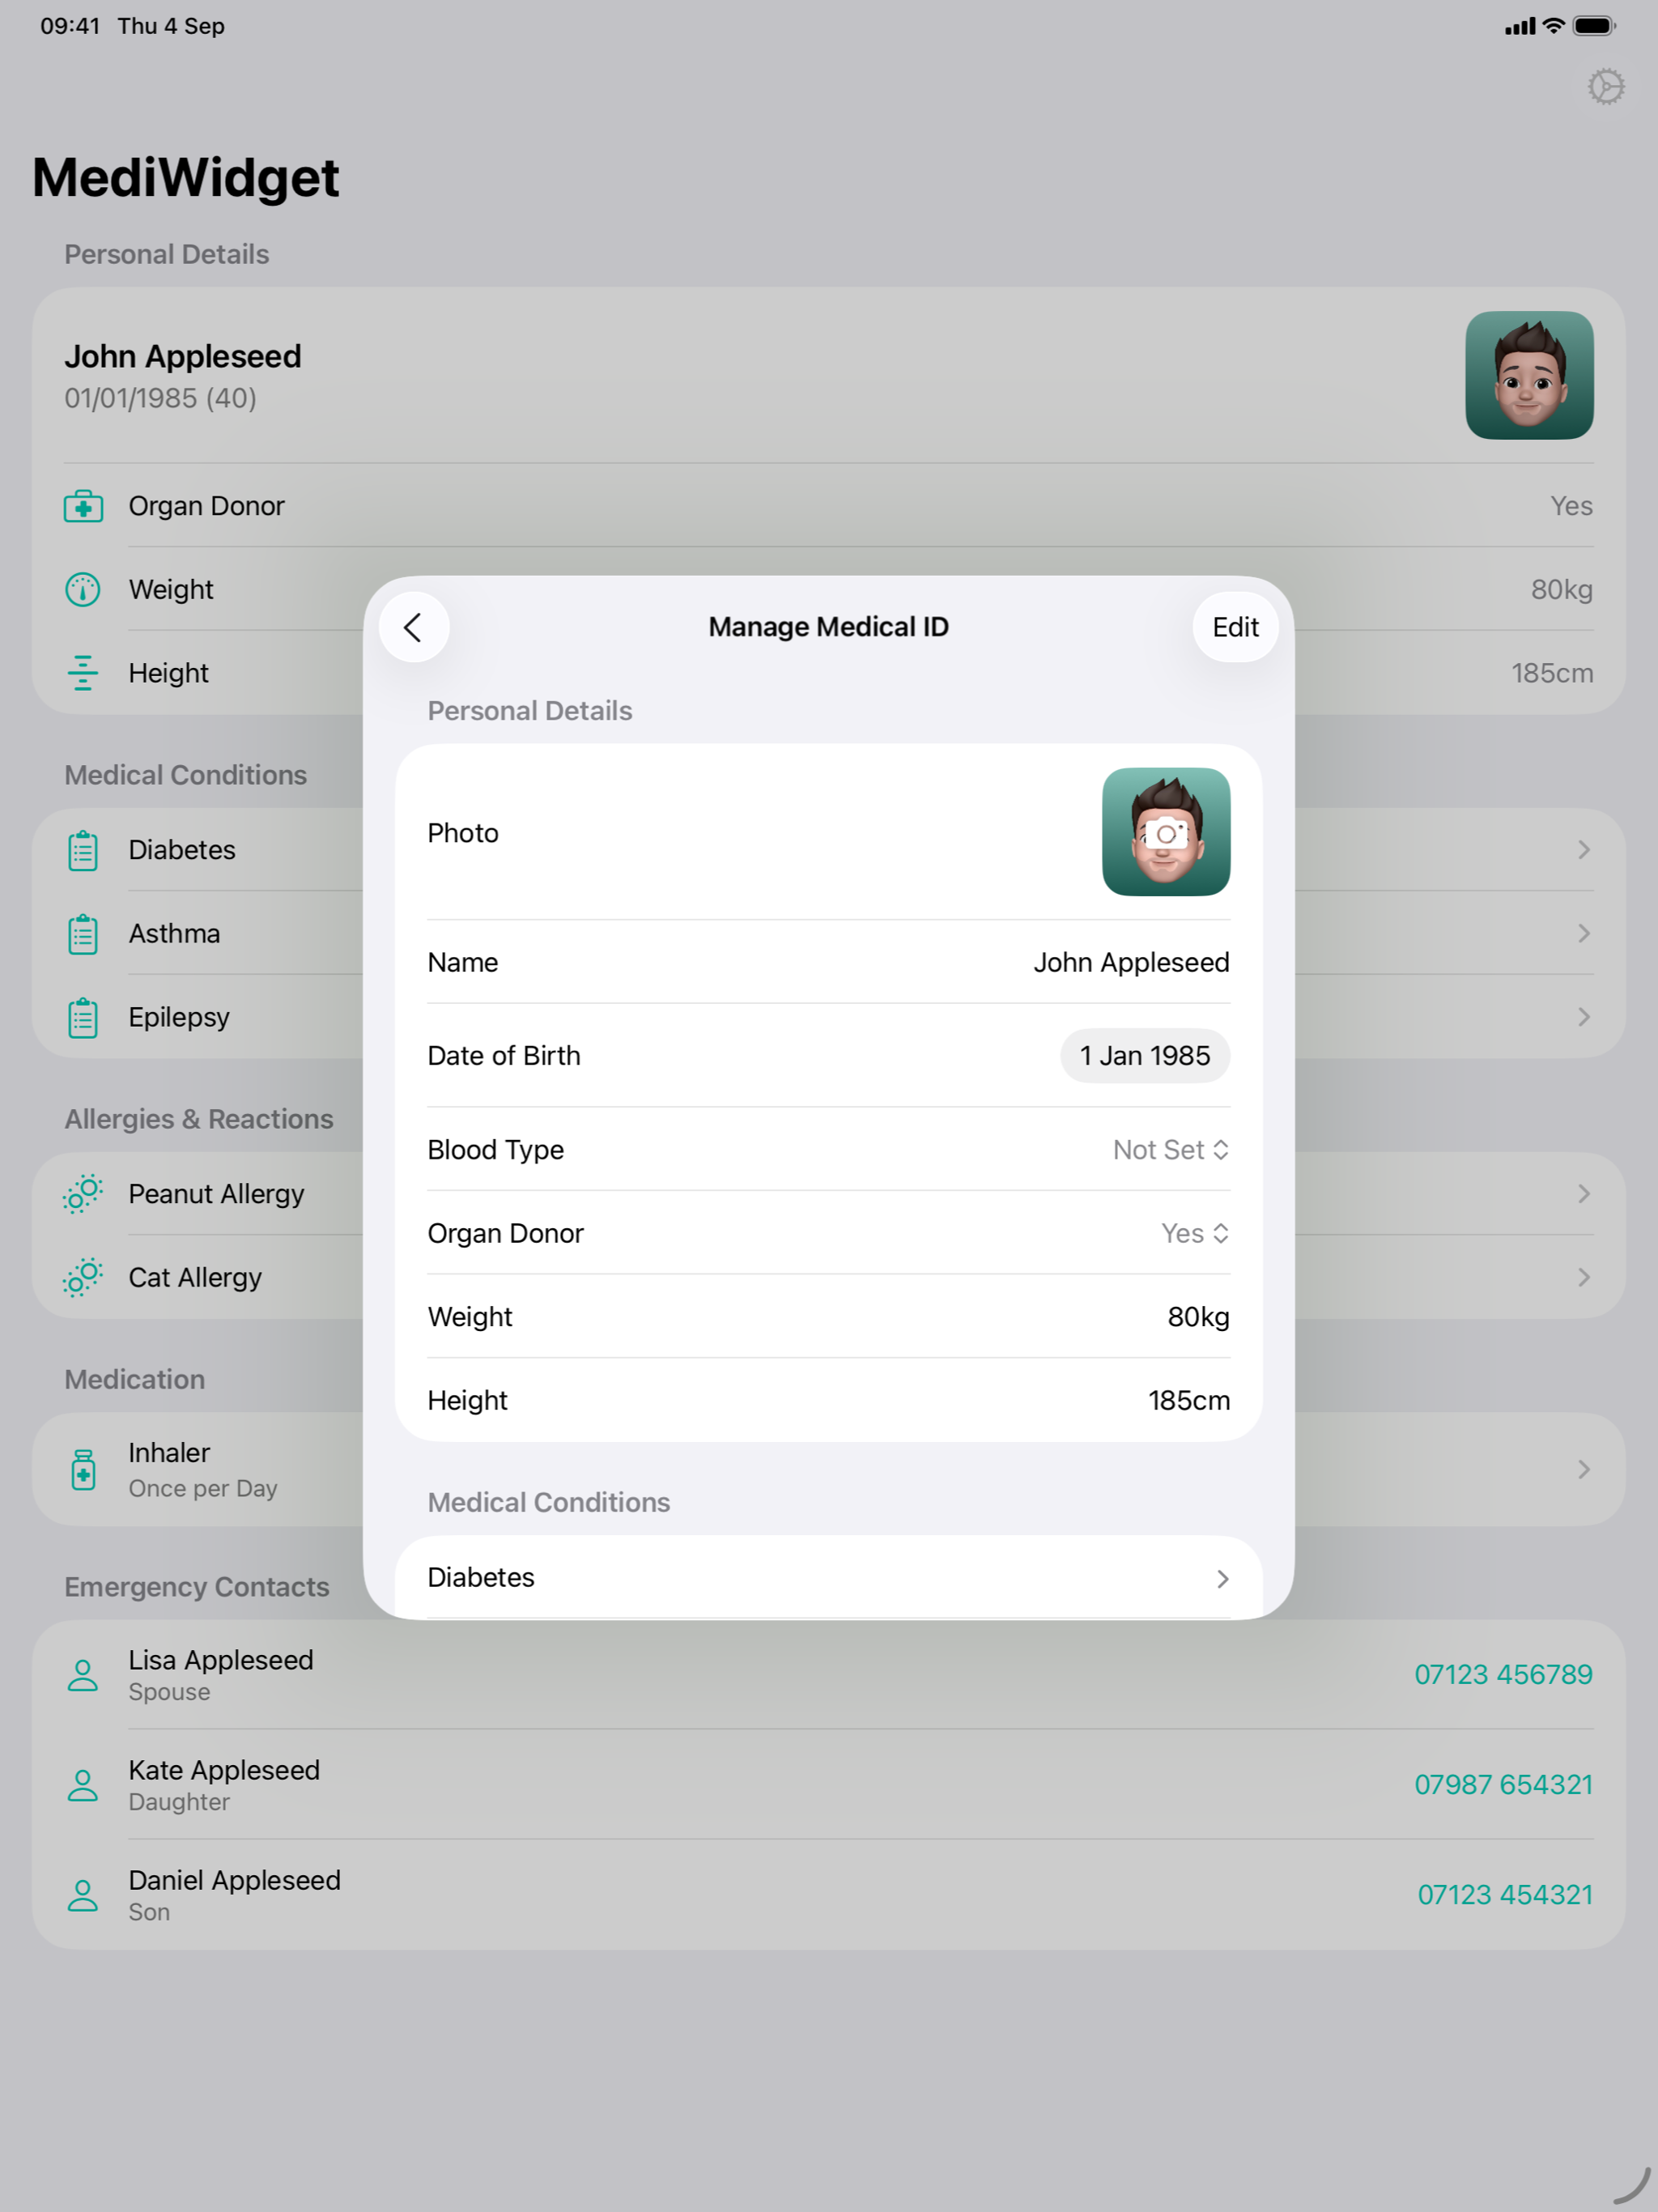 09:41 Thu 4 Sep
MediWidget
Personal Details
John Appleseed
01/01/1985 (40)
Organ Donor Yes
Weight 80kg
Height 185cm
Medical Conditions
Diabetes
Asthma
Epilepsy
Allergies & Reactions
Peanut Allergy
Cat Allergy
Medication
Inhaler
Once per Day
Emergency Contacts
Lisa Appleseed
Spouse
07123 456789
Kate Appleseed
Daughter
07987 654321
Daniel Appleseed
Son
07123 454321
Manage Medical ID
Edit
Personal Details
Photo
Name John Appleseed
Date of Birth 1 Jan 1985
Blood Type Not Set
Organ Donor Yes
Weight 80kg
Height 185cm
Medical Conditions
Diabetes